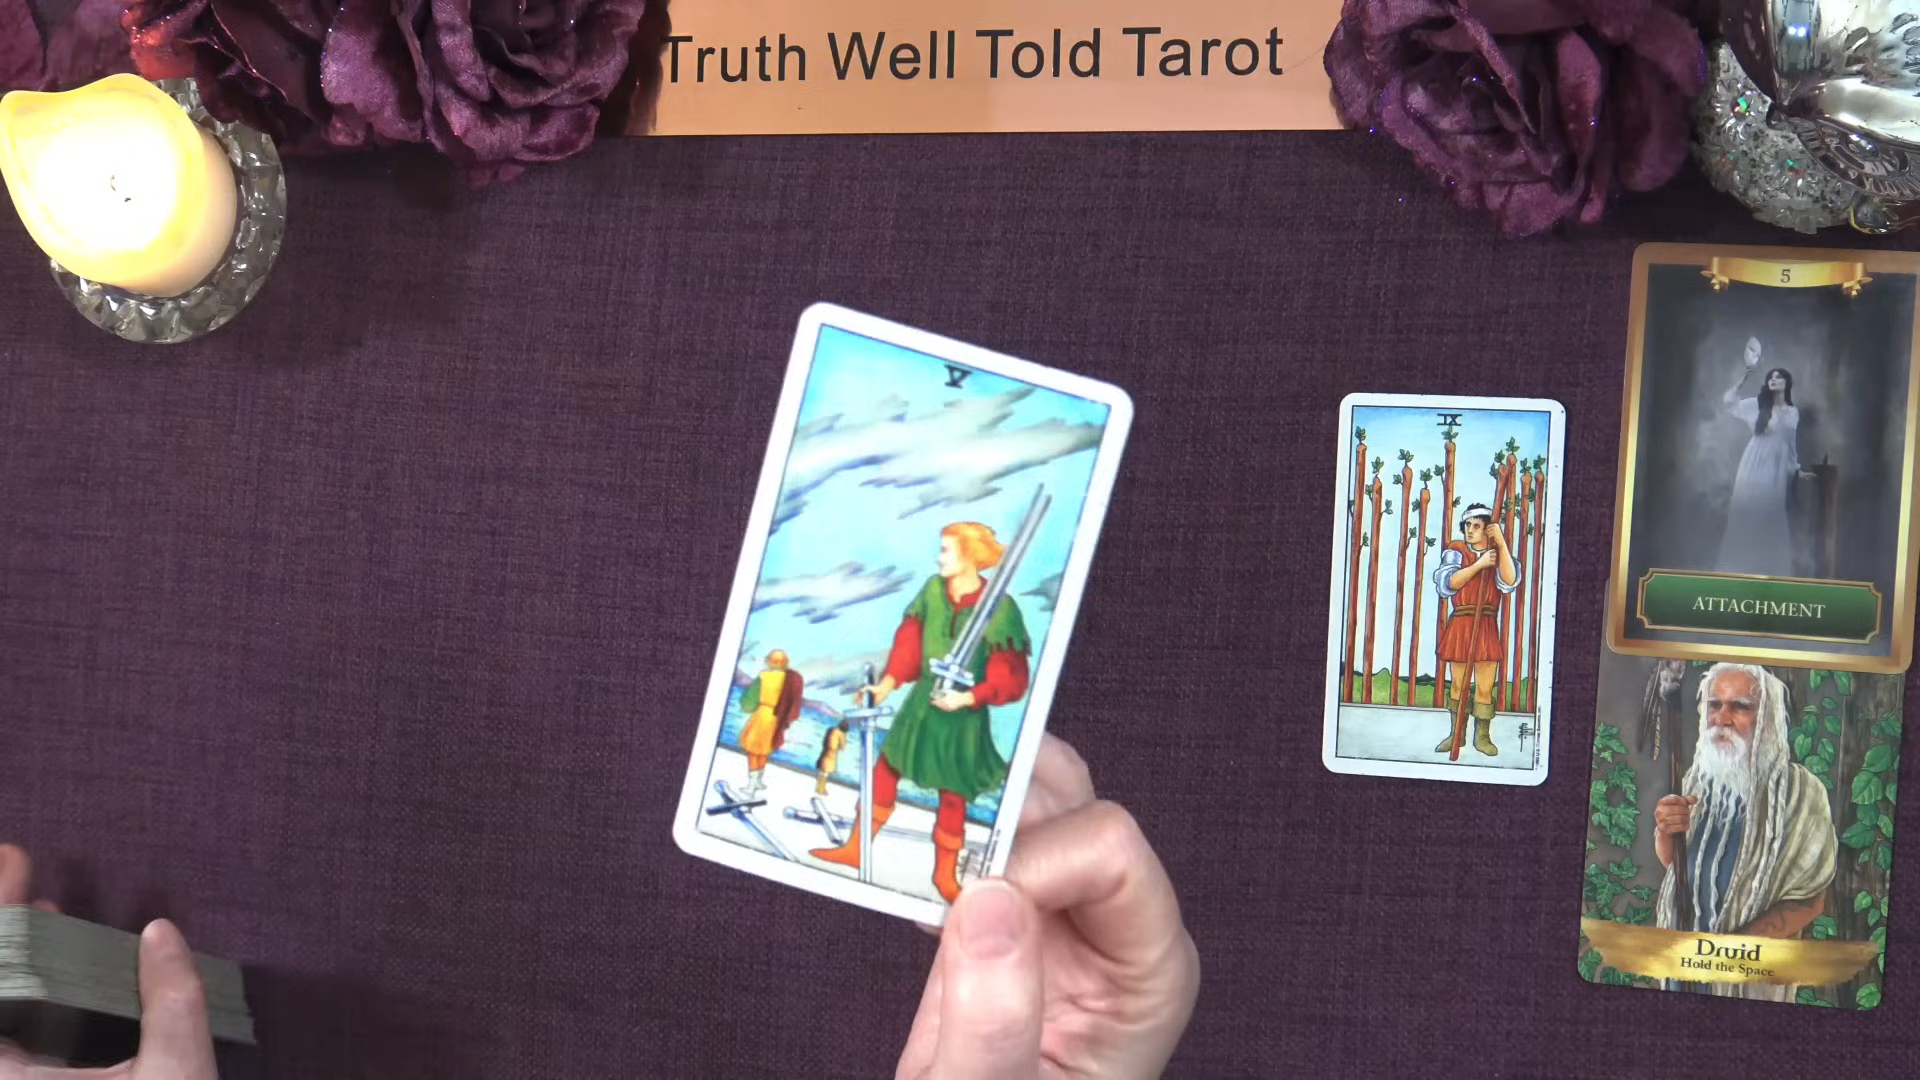 Truth Well Told Tarot
V
IX
5
ATTACHMENT
Druid
Hold the Space